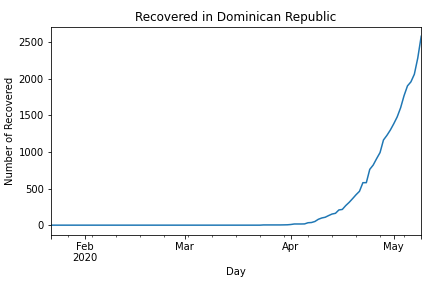 Recovered in Dominican Republic
Number of Recovered
2500
2000
1500
1000
500
0
Feb
2020
Mar
Apr
May
Day